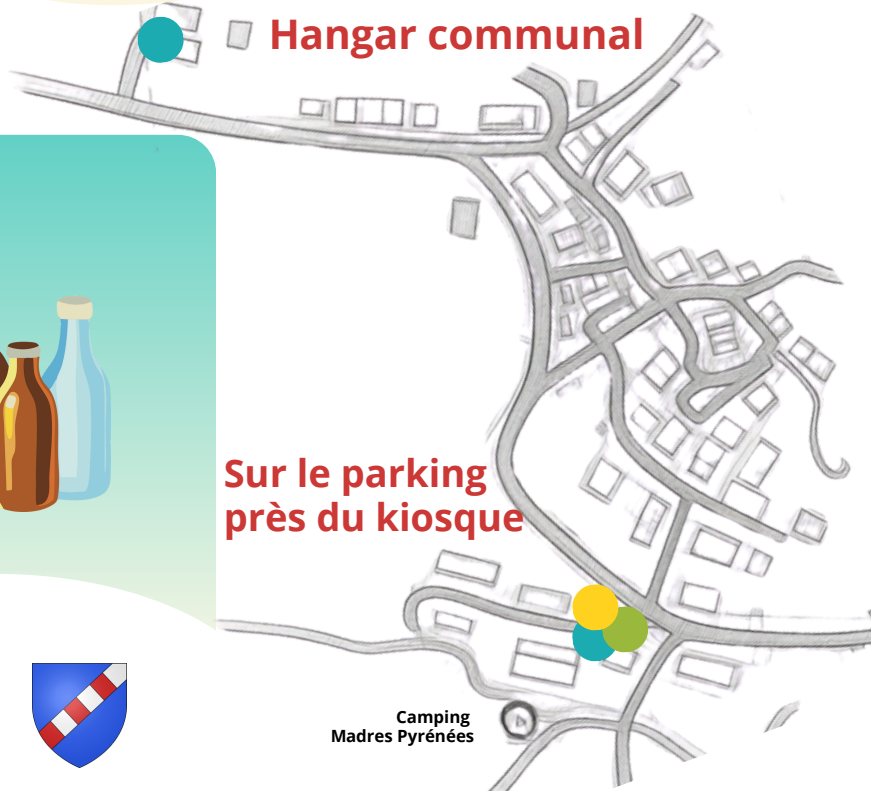 Hangar communal
Sur le parking
près du kiosque
Camping
Madres Pyrénées